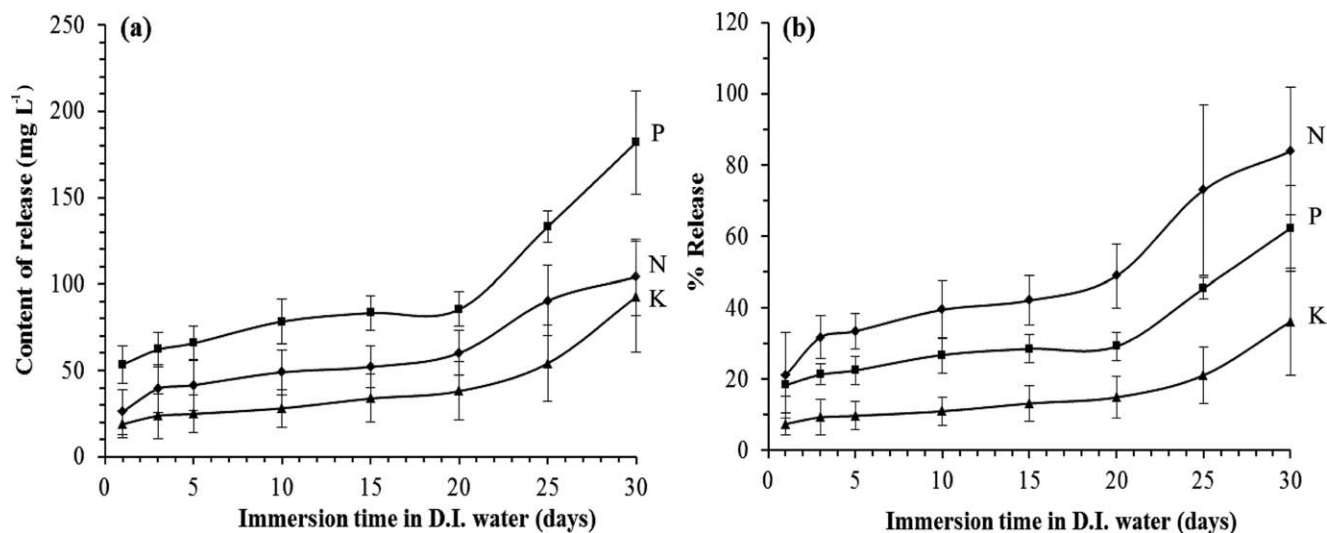 (a)
Content of release (mg L⁻¹)
250
200
150
100
50
0
P
N
K
0 5 10 15 20 25 30
Immersion time in D.I. water (days)
(b)
% Release
120
100
80
60
40
20
0
N
P
K
0 5 10 15 20 25 30
Immersion time in D.I. water (days)